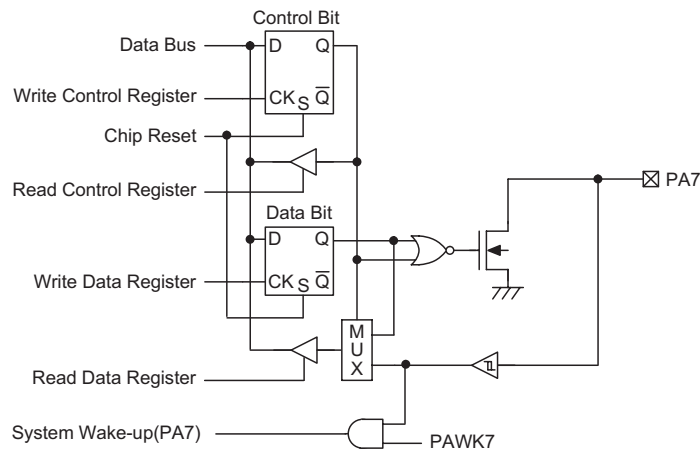 Control Bit
Data Bus
D
Q
Write Control Register
CK
S
Q
Chip Reset
Read Control Register
PA7
Data Bit
D
Q
Write Data Register
CK
S
Q
M
U
X
Read Data Register
System Wake-up(PA7)
PAWK7